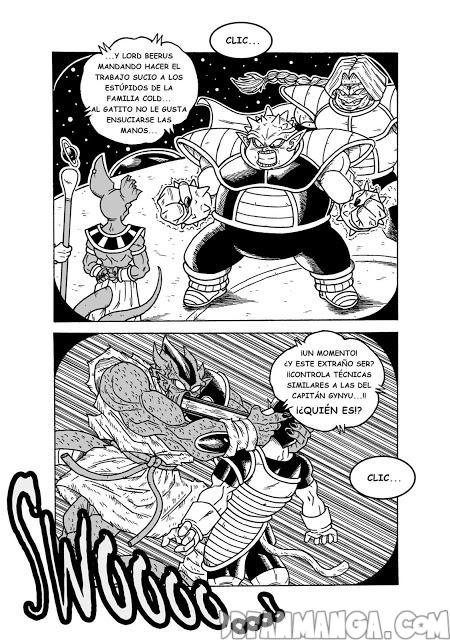 CLIC...
...Y LORD BEERUS
MANDANDO HACER EL
TRABAJO SUCIO A LOS
ESTÚPIDOS DE LA
FAMILIA COLD...
...AL GATITO NO LE GUSTA
ENSUCIARSE LAS
MANOS...
¡UN MOMENTO!
¿Y ESTE EXTRAÑO SER?
¡¡CONTROLA TÉCNICAS
SIMILARES A LAS DEL
CAPITÁN GYNYU...!!
¡¿QUIÉN ES!?
CLIC...
SWOOOO...!!